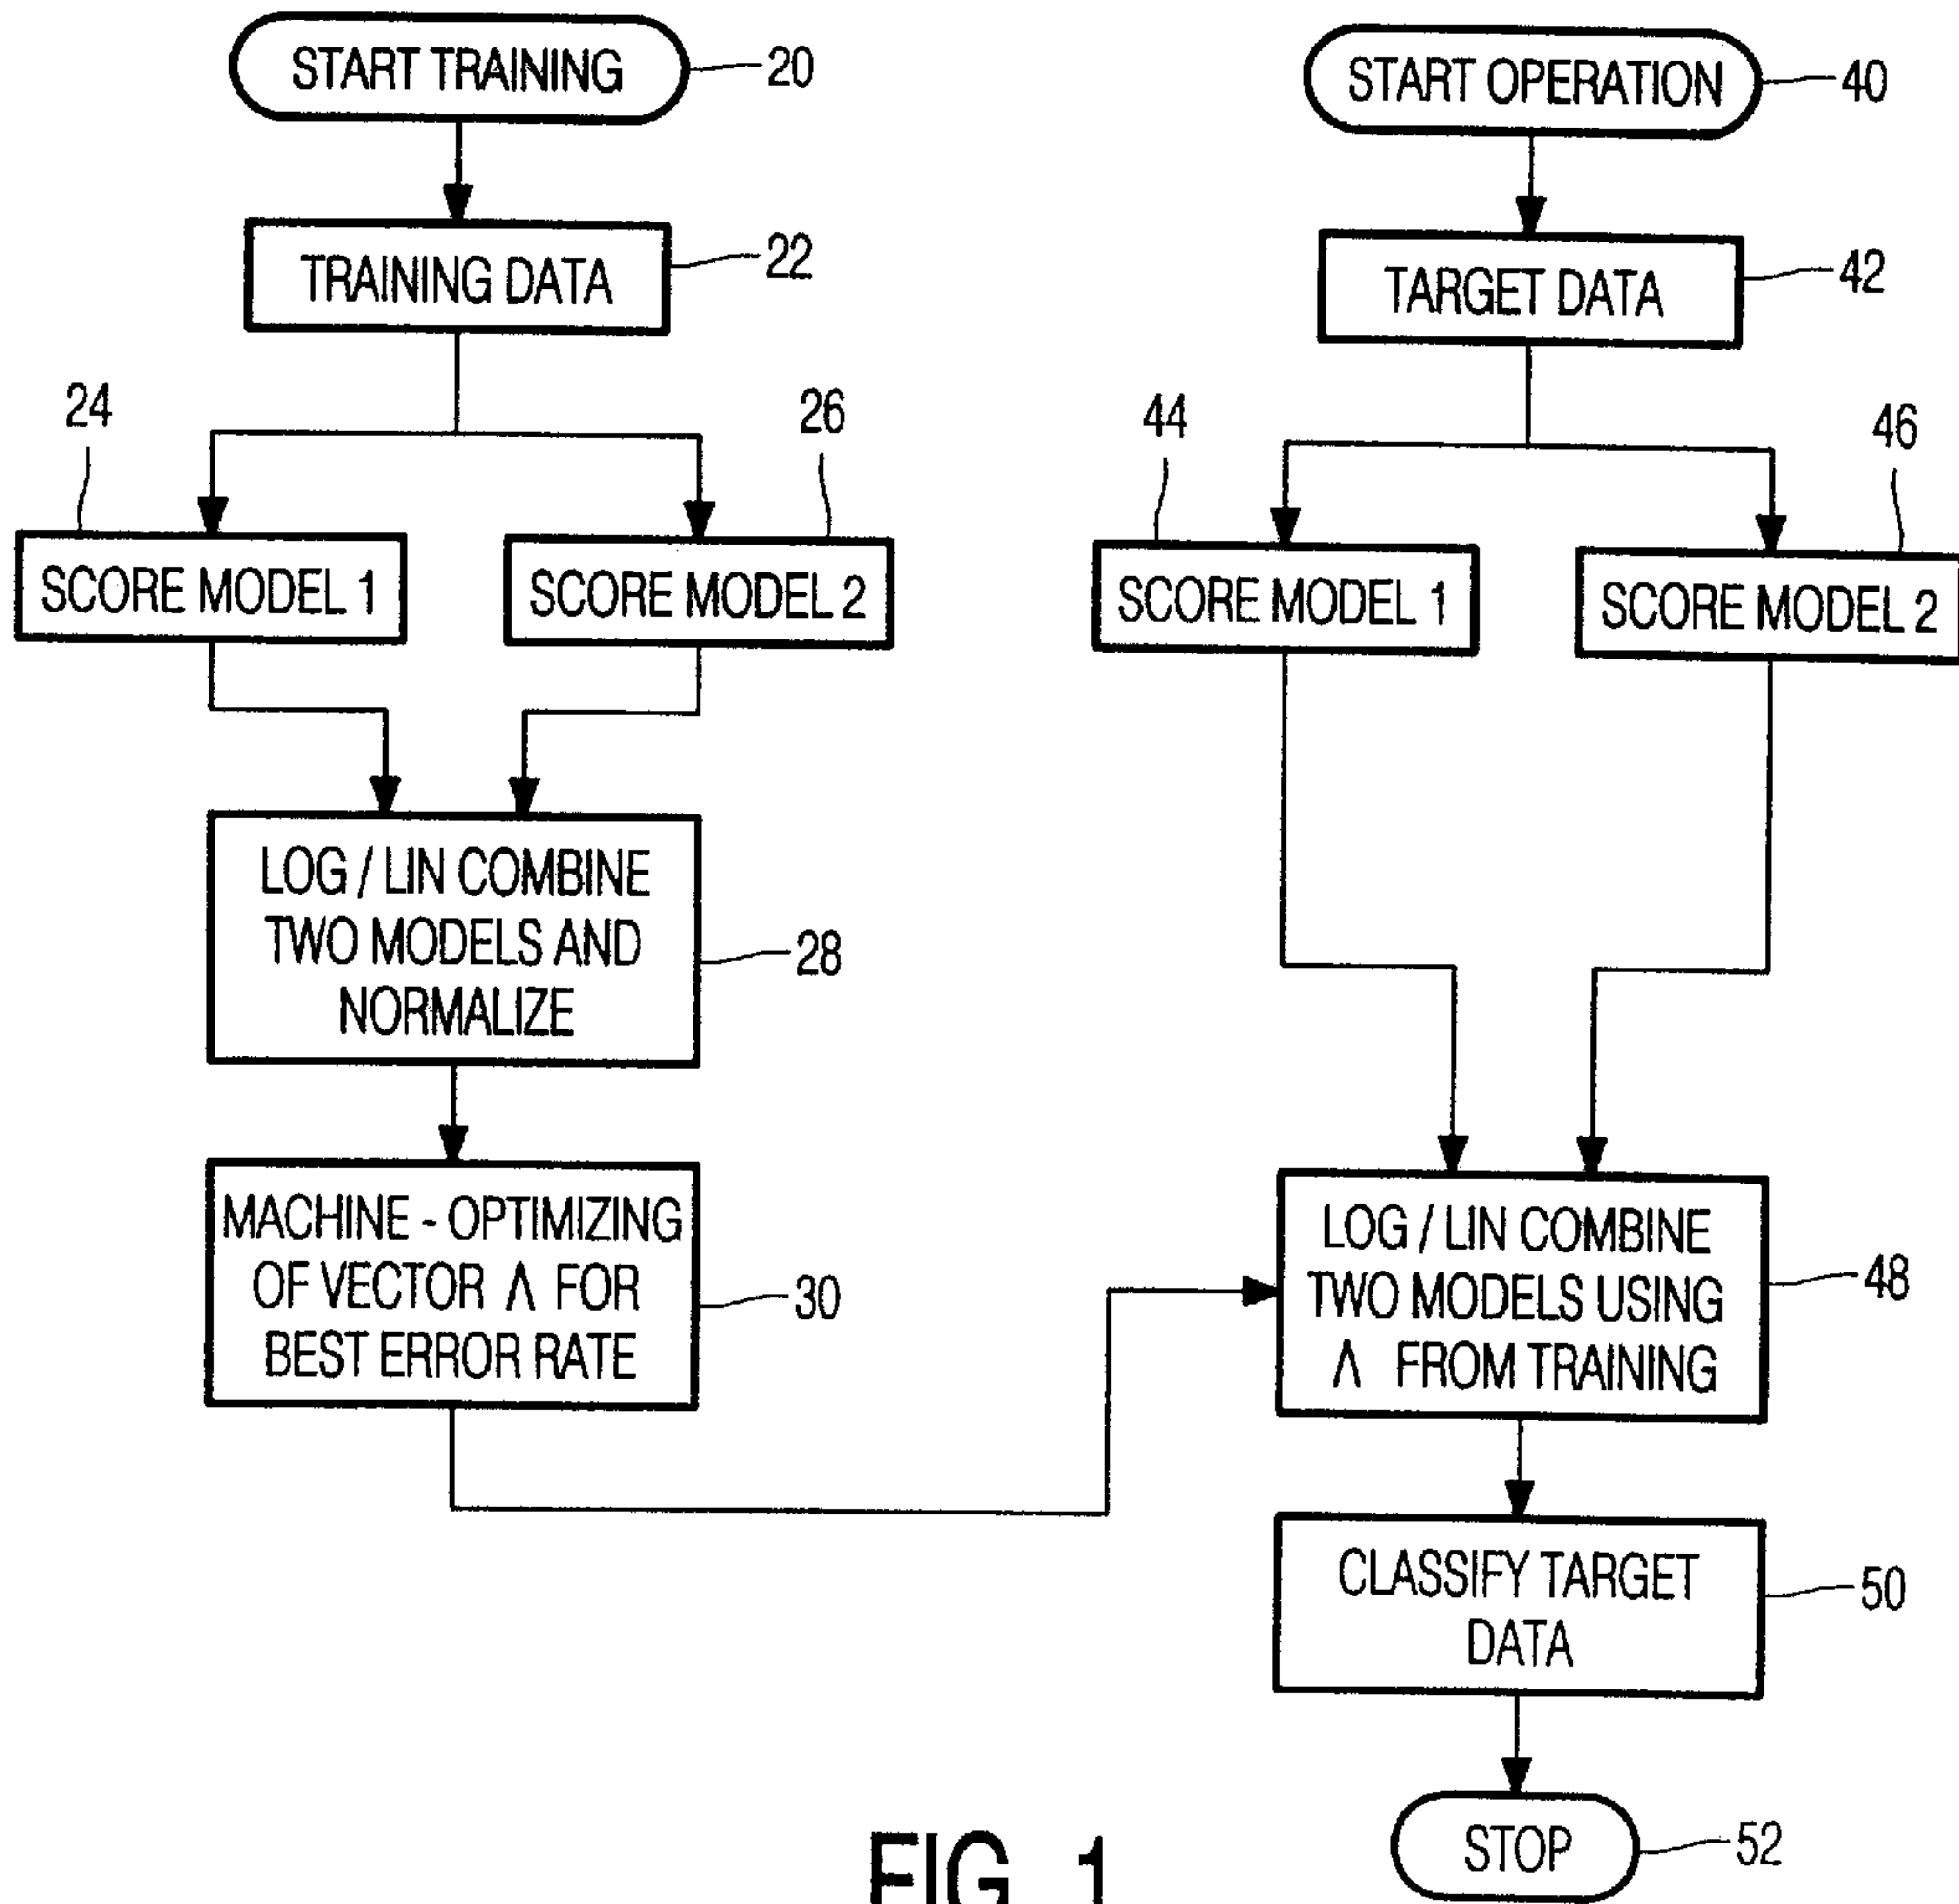 START TRAINING
20
TRAINING DATA
22
24
26
SCORE MODEL 1
SCORE MODEL 2
LOG / LIN COMBINE
TWO MODELS AND
NORMALIZE
28
MACHINE - OPTIMIZING
OF VECTOR Λ FOR
BEST ERROR RATE
30
START OPERATION
40
TARGET DATA
42
44
46
SCORE MODEL 1
SCORE MODEL 2
LOG / LIN COMBINE
TWO MODELS USING
Λ FROM TRAINING
48
CLASSIFY TARGET
DATA
50
STOP
52
FIG. 1